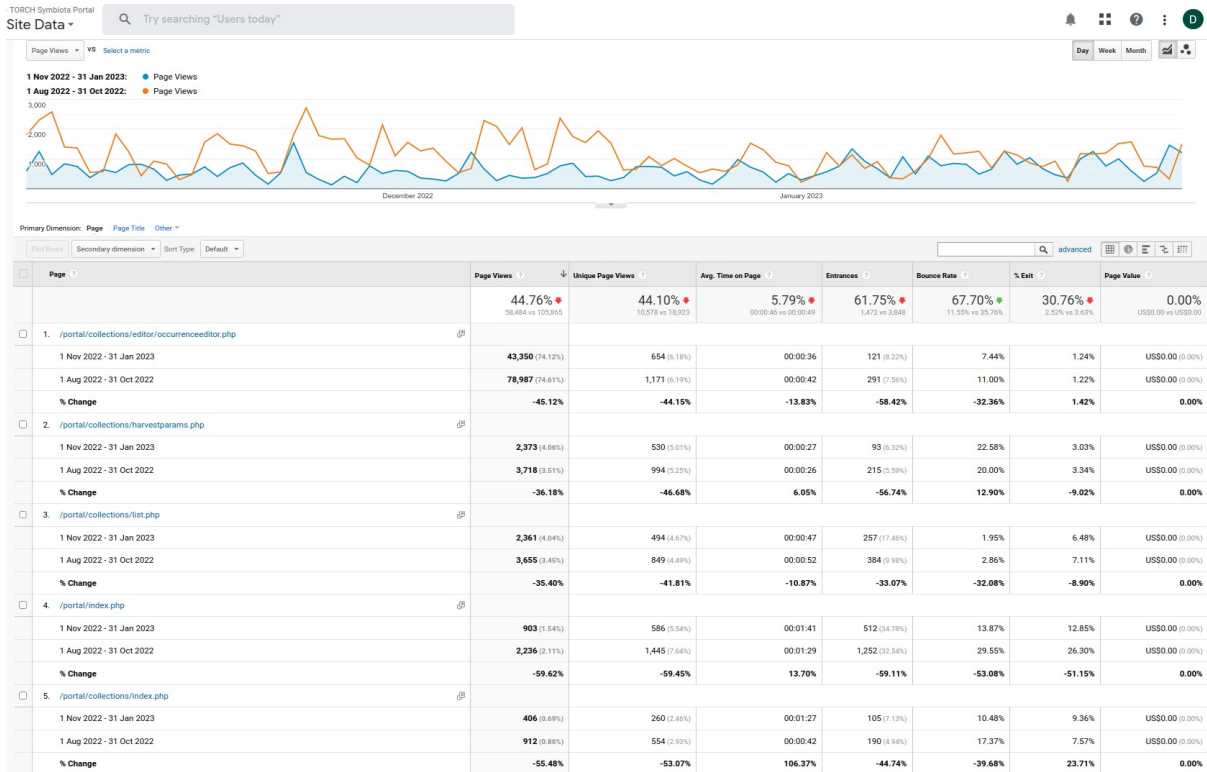 TORCH Symbiota Portal
Site Data
Try searching “Users today”
D
Page Views VS Select a metric
Day Week Month
1 Nov 2022 - 31 Jan 2023: Page Views
1 Aug 2022 - 31 Oct 2022: Page Views
3,000
2,000
1,000
December 2022 January 2023
Primary Dimension: Page Page Title Other
Plot Rows Secondary dimension Sort Type: Default advanced
Page Page Views Unique Page Views Avg. Time on Page Entrances Bounce Rate % Exit Page Value
44.76% 44.10% 5.79% 61.75% 67.70% 30.76% 0.00%
58,484 vs 105,865 10,578 vs 18,923 00:00:46 vs 00:00:49 1,472 vs 3,848 11.55% vs 35.76% 2.52% vs 3.63% US$0.00 vs US$0.00
1. /portal/collections/editor/occurrenceeditor.php
1 Nov 2022 - 31 Jan 2023 43,350 (74.12%) 654 (6.18%) 00:00:36 121 (8.22%) 7.44% 1.24% US$0.00 (0.00%)
1 Aug 2022 - 31 Oct 2022 78,987 (74.61%) 1,171 (6.19%) 00:00:42 291 (7.56%) 11.00% 1.22% US$0.00 (0.00%)
% Change -45.12% -44.15% -13.83% -58.42% -32.36% 1.42% 0.00%
2. /portal/collections/harvestparams.php
1 Nov 2022 - 31 Jan 2023 2,373 (4.06%) 530 (5.01%) 00:00:27 93 (6.32%) 22.58% 3.03% US$0.00 (0.00%)
1 Aug 2022 - 31 Oct 2022 3,718 (3.51%) 994 (5.25%) 00:00:26 215 (5.59%) 20.00% 3.34% US$0.00 (0.00%)
% Change -36.18% -46.68% 6.05% -56.74% 12.90% -9.02% 0.00%
3. /portal/collections/list.php
1 Nov 2022 - 31 Jan 2023 2,361 (4.04%) 494 (4.67%) 00:00:47 257 (17.46%) 1.95% 6.48% US$0.00 (0.00%)
1 Aug 2022 - 31 Oct 2022 3,655 (3.45%) 849 (4.49%) 00:00:52 384 (9.98%) 2.86% 7.11% US$0.00 (0.00%)
% Change -35.40% -41.81% -10.87% -33.07% -32.08% -8.90% 0.00%
4. /portal/index.php
1 Nov 2022 - 31 Jan 2023 903 (1.54%) 586 (5.54%) 00:01:41 512 (34.78%) 13.87% 12.85% US$0.00 (0.00%)
1 Aug 2022 - 31 Oct 2022 2,236 (2.11%) 1,445 (7.64%) 00:01:29 1,252 (32.54%) 29.55% 26.30% US$0.00 (0.00%)
% Change -59.62% -59.45% 13.70% -59.11% -53.08% -51.15% 0.00%
5. /portal/collections/index.php
1 Nov 2022 - 31 Jan 2023 406 (0.69%) 260 (2.46%) 00:01:27 105 (7.13%) 10.48% 9.36% US$0.00 (0.00%)
1 Aug 2022 - 31 Oct 2022 912 (0.86%) 554 (2.93%) 00:00:42 190 (4.94%) 17.37% 7.57% US$0.00 (0.00%)
% Change -55.48% -53.07% 106.37% -44.74% -39.68% 23.71% 0.00%